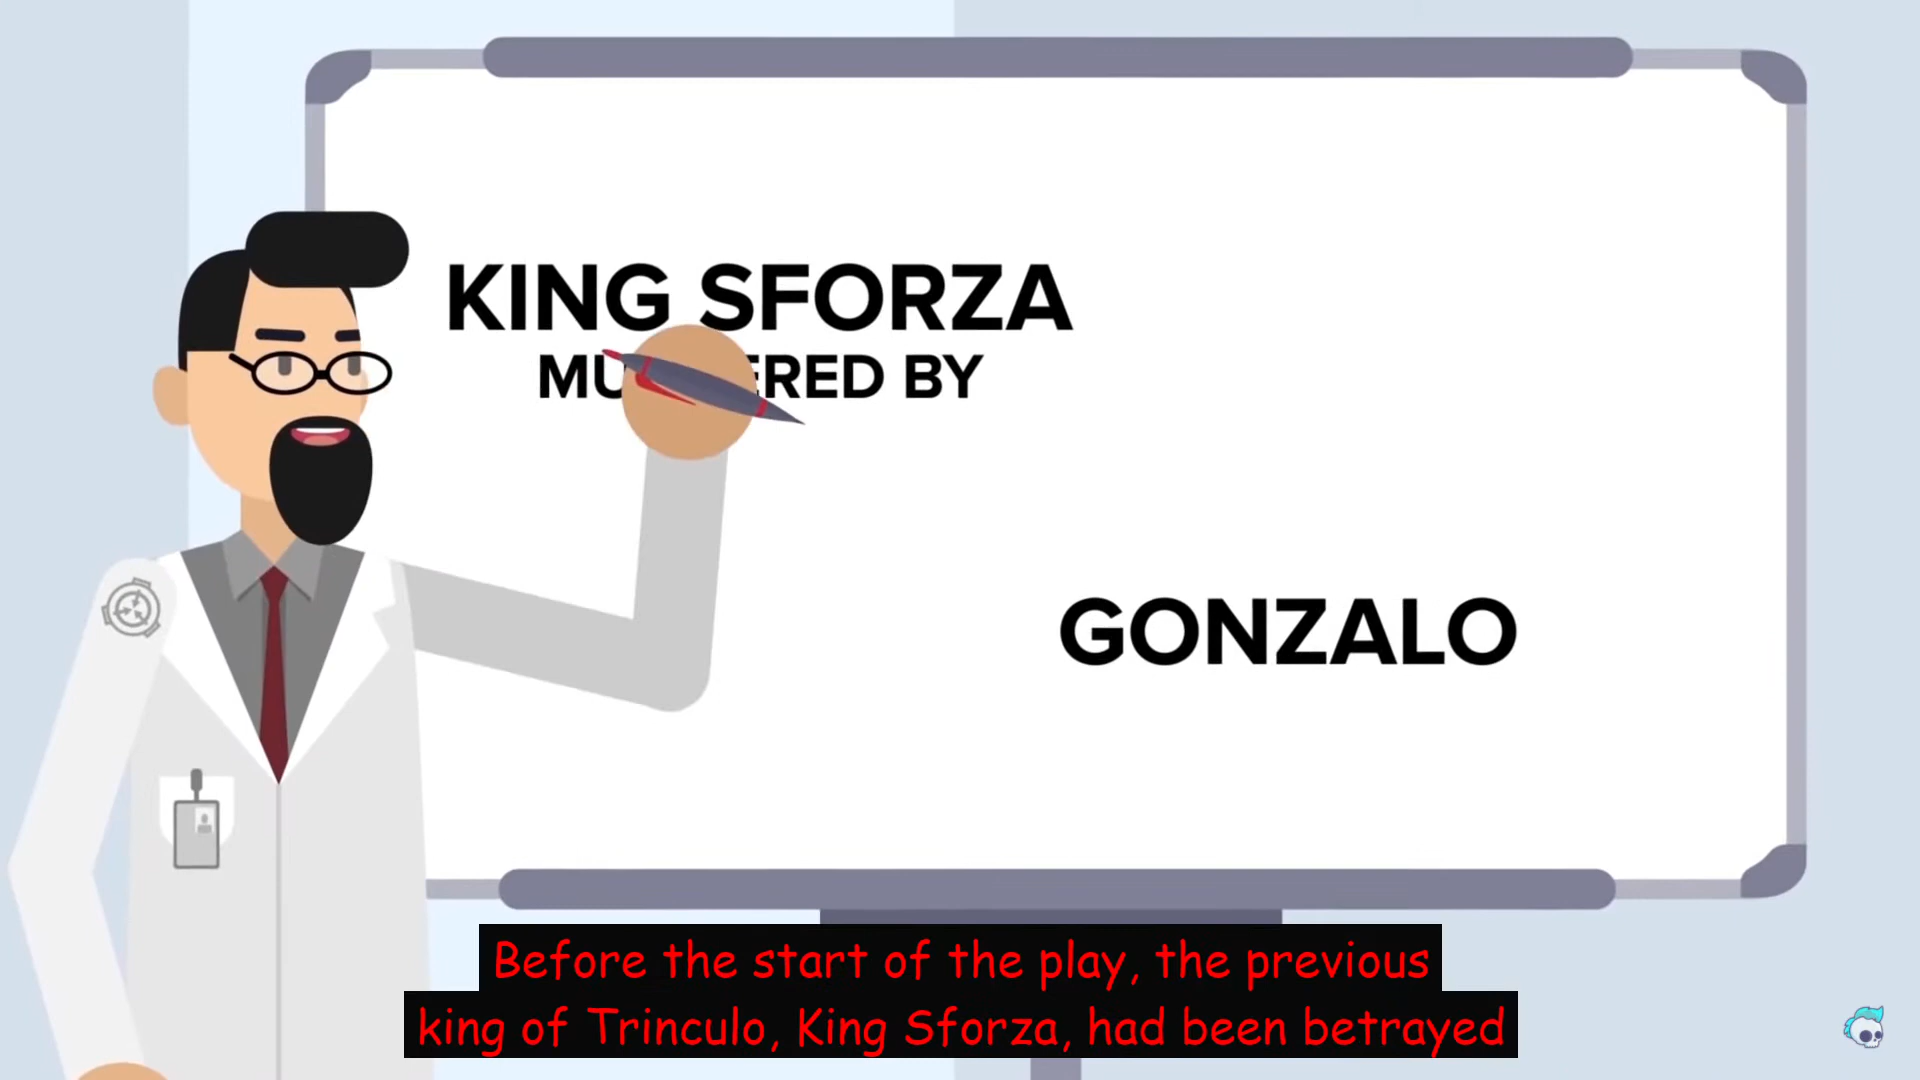 KING SFORZA
BY
GONZALO
Before the start of the play, the previous
king of Trinculo, King Sforza, had been betrayed